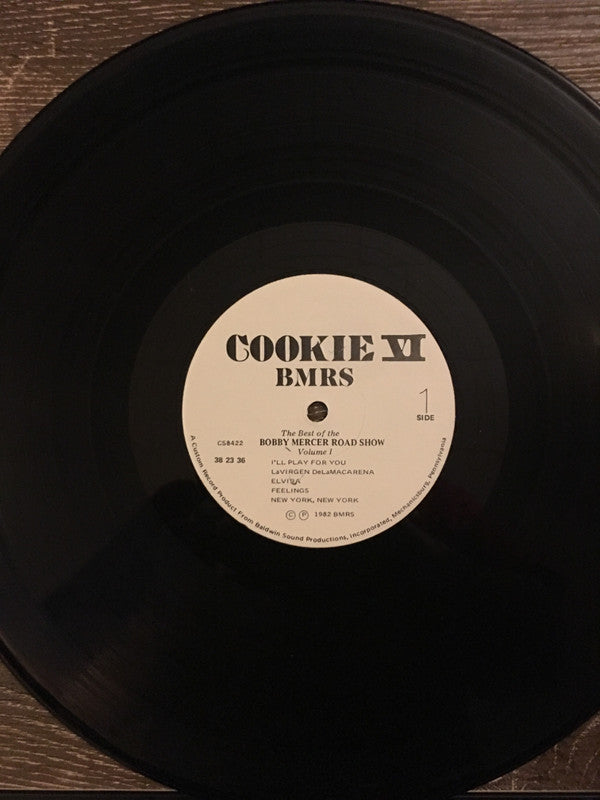 COOKIE VI
BMRS
1
SIDE
The Best of the
GS8422 BOBBY MERCER ROAD SHOW
Volume I
38 23 36
I'LL PLAY FOR YOU
LaVIRGEN DeLaMACARENA
ELVIRA
FEELINGS
NEW YORK, NEW YORK
© ℗ 1982 BMRS
A Custom Record Product From Baldwin Sound Productions, Incorporated, Mechanicsburg, Pennsylvania